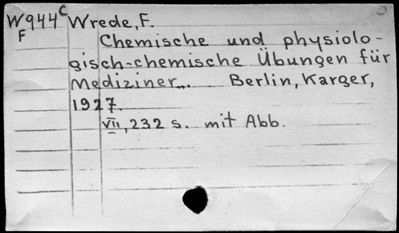 W944C Wrede, F.
F
Chemische und physiolo-
gisch-chemische Übungen für
Mediziner... Berlin, Karger,
1927.
VII, 232 s. mit Abb.